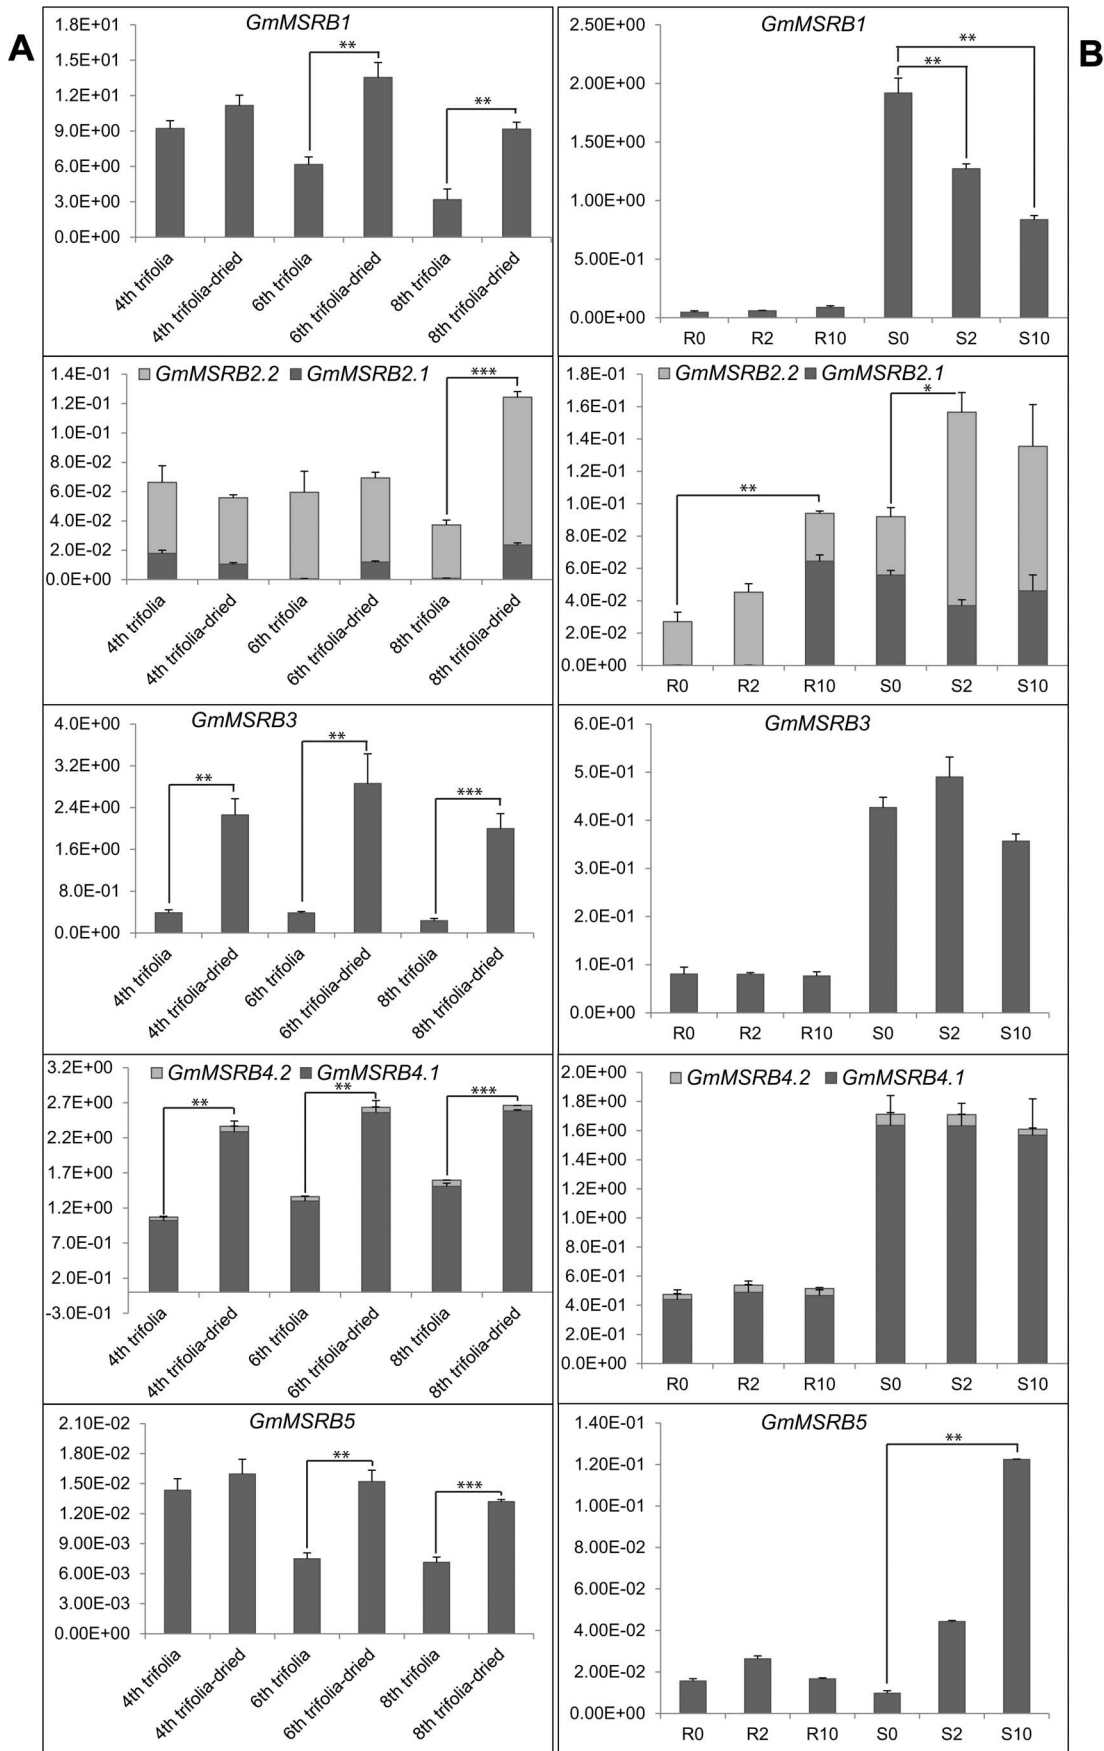 A
GmMSRB1
1.8E+01
1.5E+01
1.2E+01
9.0E+00
6.0E+00
3.0E+00
0.0E+00
**
**
4th trifolia
4th trifolia-dried
6th trifolia
6th trifolia-dried
8th trifolia
8th trifolia-dried
GmMSRB2.2 GmMSRB2.1
1.4E-01
1.2E-01
1.0E-01
8.0E-02
6.0E-02
4.0E-02
2.0E-02
0.0E+00
***
4th trifolia
4th trifolia-dried
6th trifolia
6th trifolia-dried
8th trifolia
8th trifolia-dried
GmMSRB3
4.0E+00
3.2E+00
2.4E+00
1.6E+00
8.0E-01
0.0E+00
**
**
***
4th trifolia
4th trifolia-dried
6th trifolia
6th trifolia-dried
8th trifolia
8th trifolia-dried
GmMSRB4.2 GmMSRB4.1
3.2E+00
2.7E+00
2.2E+00
1.7E+00
1.2E+00
7.0E-01
2.0E-01
-3.0E-01
**
**
***
4th trifolia
4th trifolia-dried
6th trifolia
6th trifolia-dried
8th trifolia
8th trifolia-dried
GmMSRB5
2.10E-02
1.80E-02
1.50E-02
1.20E-02
9.00E-03
6.00E-03
3.00E-03
0.00E+00
**
***
4th trifolia
4th trifolia-dried
6th trifolia
6th trifolia-dried
8th trifolia
8th trifolia-dried
B
GmMSRB1
2.50E+00
2.00E+00
1.50E+00
1.00E+00
5.00E-01
0.00E+00
**
**
R0 R2 R10 S0 S2 S10
GmMSRB2.2 GmMSRB2.1
1.8E-01
1.6E-01
1.4E-01
1.2E-01
1.0E-01
8.0E-02
6.0E-02
4.0E-02
2.0E-02
0.0E+00
**
*
R0 R2 R10 S0 S2 S10
GmMSRB3
6.0E-01
5.0E-01
4.0E-01
3.0E-01
2.0E-01
1.0E-01
0.0E+00
R0 R2 R10 S0 S2 S10
GmMSRB4.2 GmMSRB4.1
2.0E+00
1.8E+00
1.6E+00
1.4E+00
1.2E+00
1.0E+00
8.0E-01
6.0E-01
4.0E-01
2.0E-01
0.0E+00
R0 R2 R10 S0 S2 S10
GmMSRB5
1.40E-01
1.20E-01
1.00E-01
8.00E-02
6.00E-02
4.00E-02
2.00E-02
0.00E+00
**
R0 R2 R10 S0 S2 S10